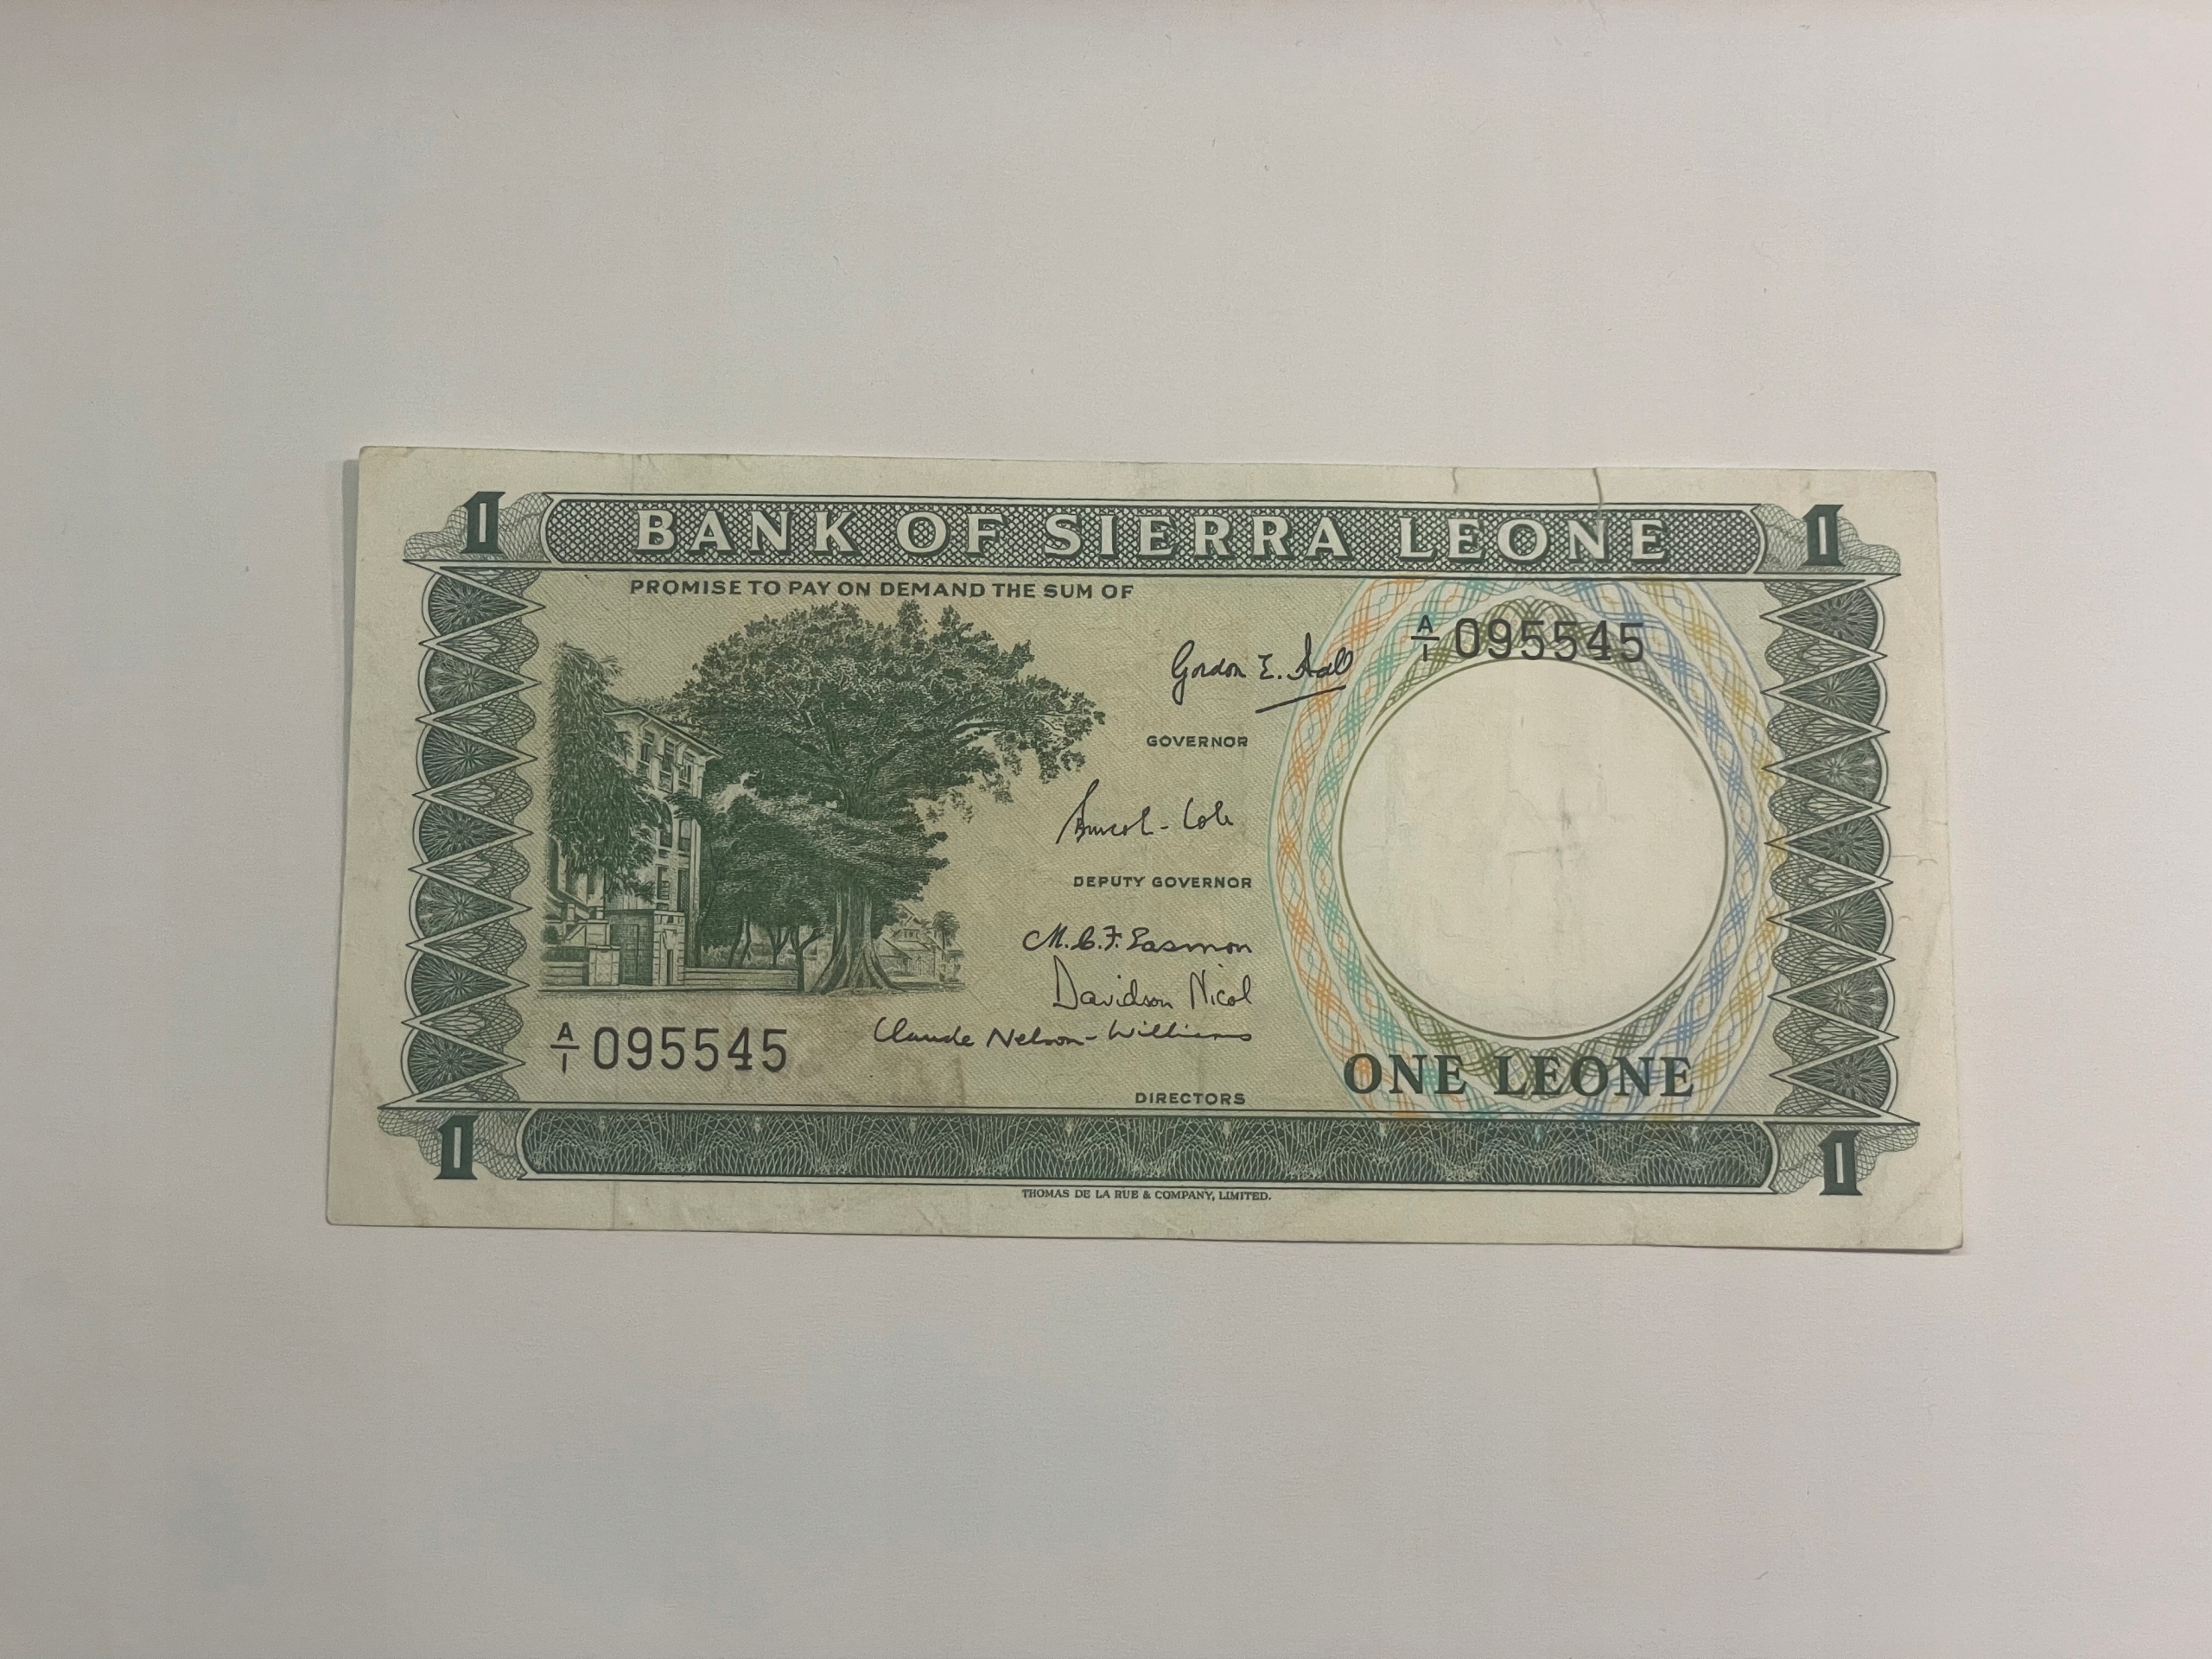 1 BANK OF SIERRA LEONE 1
PROMISE TO PAY ON DEMAND THE SUM OF
A/1 095545
Gordon E. Hall
GOVERNOR
Burcol-Cole
DEPUTY GOVERNOR
M.C.F. Easmon
Davidson Nicol
Claude Nelson-Williams
DIRECTORS
A/1 095545
ONE LEONE
1 1
THOMAS DE LA RUE & COMPANY, LIMITED.